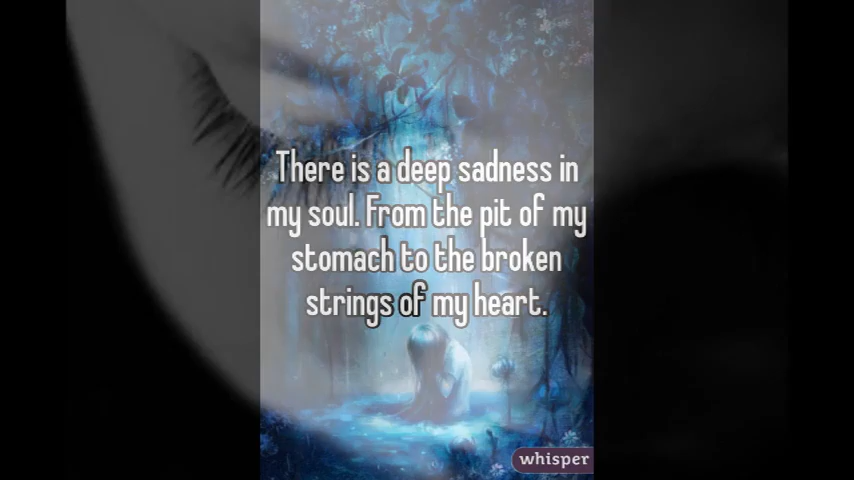 There is a deep sadness in
my soul. From the pit of my
stomach to the broken
strings of my heart.
whisper